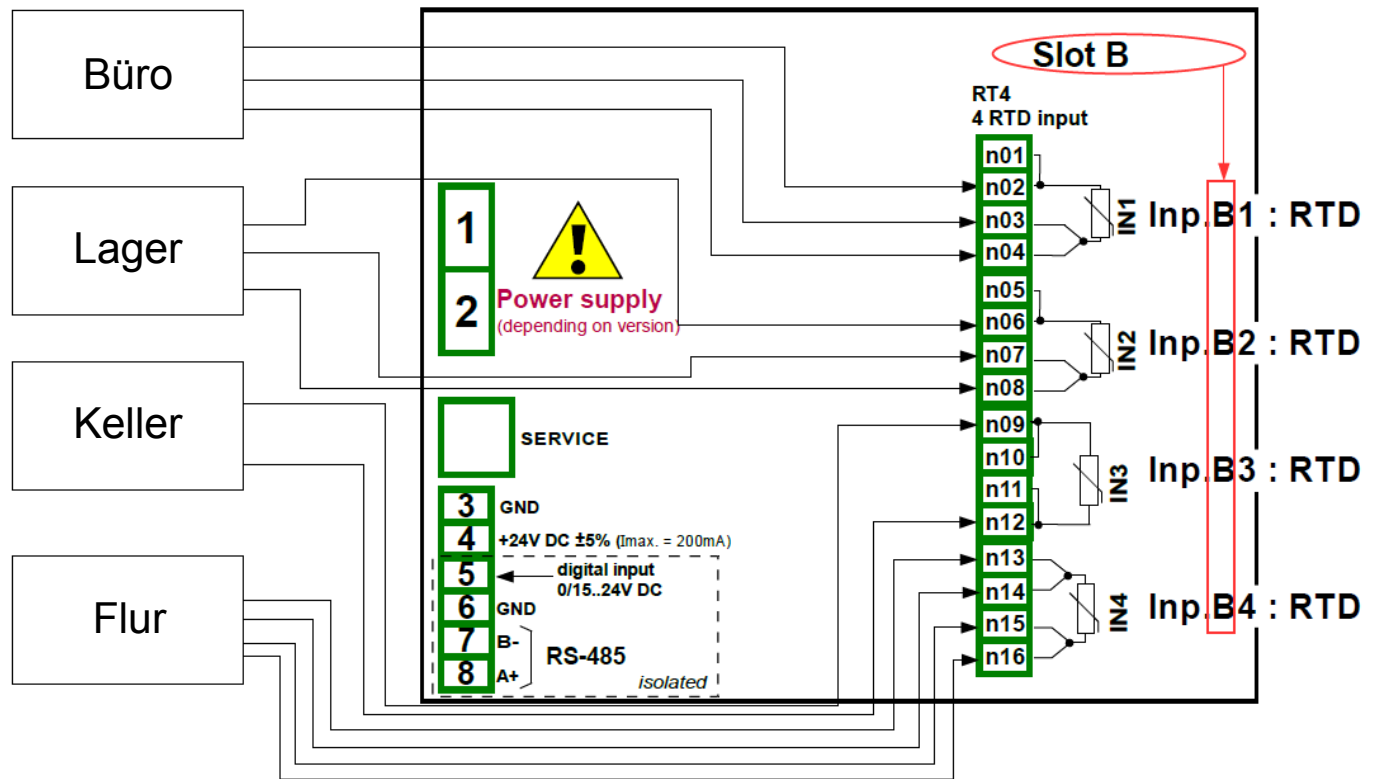 Büro
Lager
Keller
Flur
Slot B
RT4
4 RTD input
1
2
Power supply
(depending on version)
SERVICE
3 GND
4 +24V DC ±5% (Imax. = 200mA)
5 digital input
0/15..24V DC
6 GND
7 B-
8 A+
RS-485
isolated
n01
n02
n03
n04
n05
n06
n07
n08
n09
n10
n11
n12
n13
n14
n15
n16
IN1 Inp.B1 : RTD
IN2 Inp.B2 : RTD
IN3 Inp.B3 : RTD
IN4 Inp.B4 : RTD